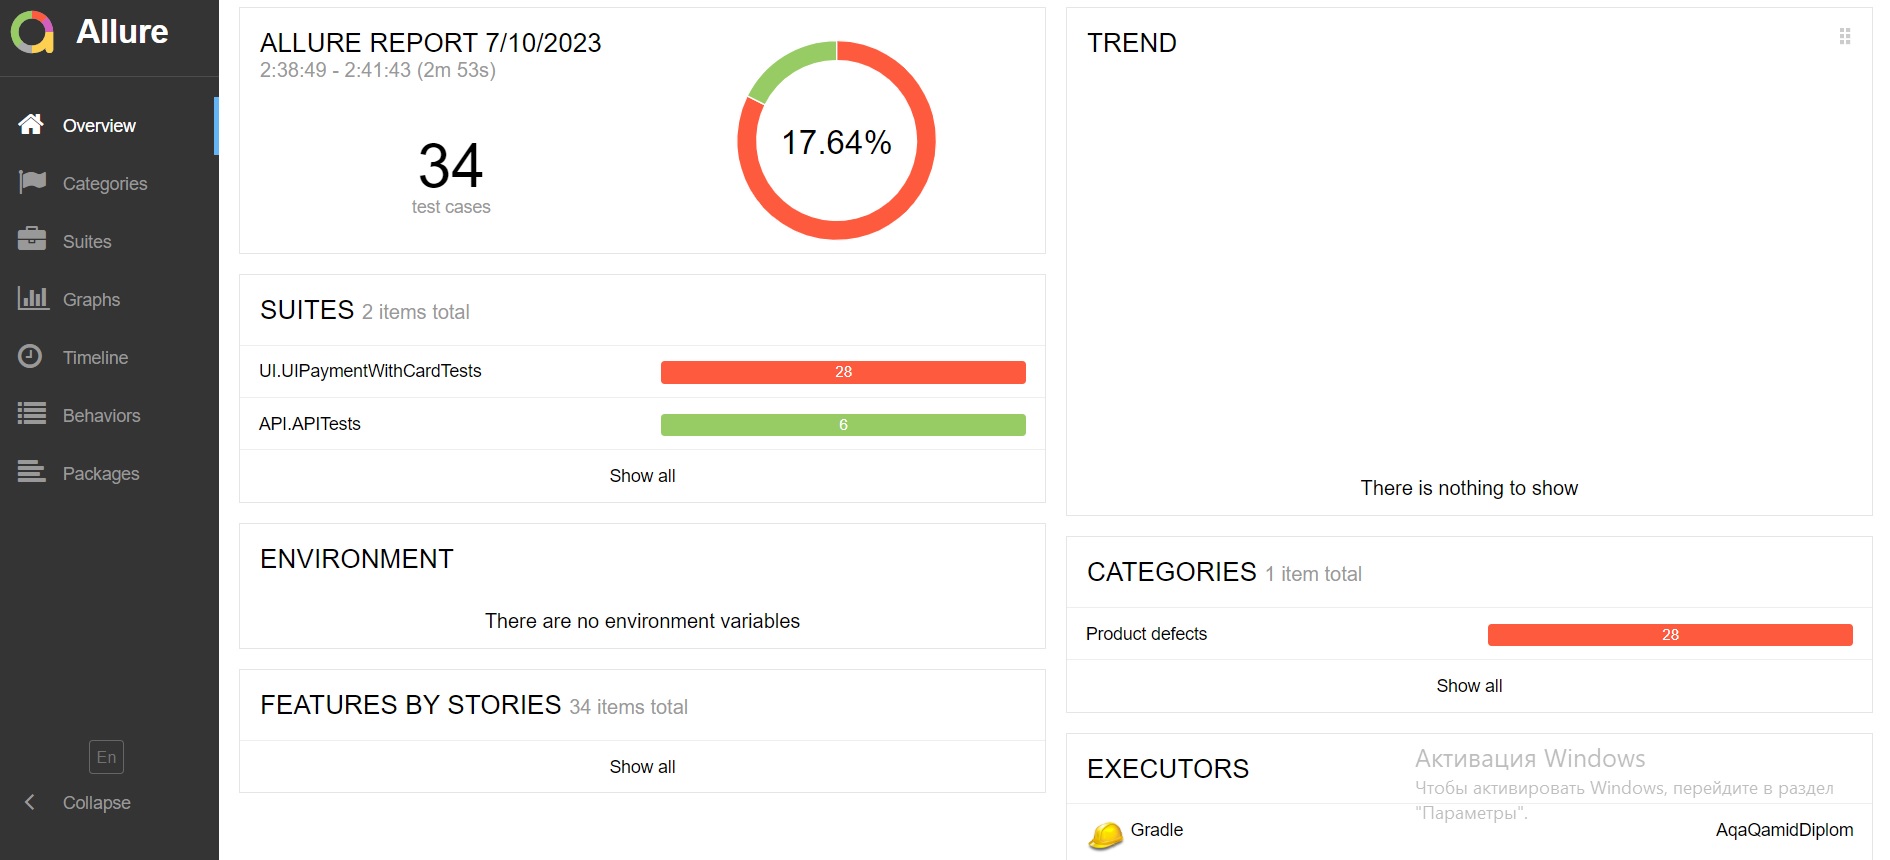 Allure
Overview
Categories
Suites
Graphs
Timeline
Behaviors
Packages
En
Collapse
ALLURE REPORT 7/10/2023
2:38:49 - 2:41:43 (2m 53s)
34
test cases
17.64%
SUITES 2 items total
UI.UIPaymentWithCardTests 28
API.APITests 6
Show all
ENVIRONMENT
There are no environment variables
FEATURES BY STORIES 34 items total
Show all
TREND
There is nothing to show
CATEGORIES 1 item total
Product defects 28
Show all
EXECUTORS
Активация Windows
Чтобы активировать Windows, перейдите в раздел
"Параметры".
Gradle AqaQamidDiplom